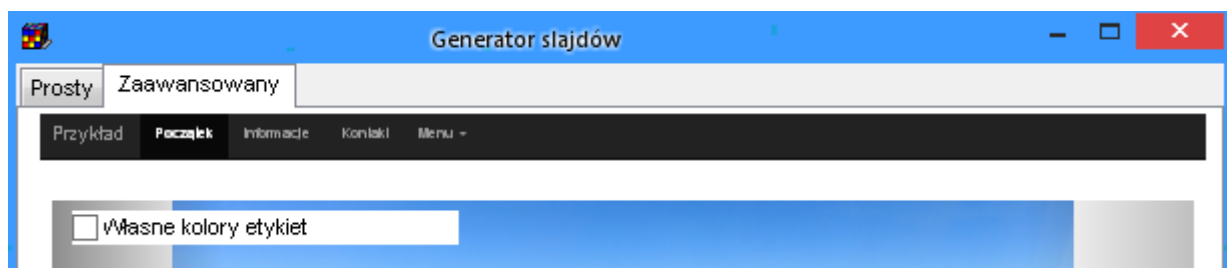 Generator slajdów
Prosty Zaawansowany
Przykład Początek Informacje Kontakt Menu
Własne kolory etykiet